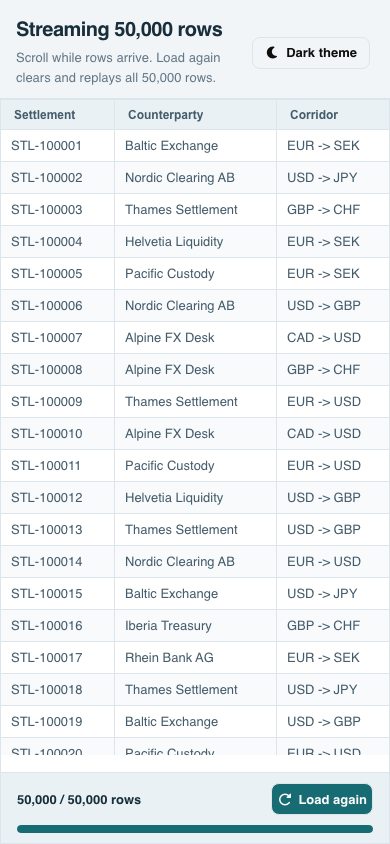 Streaming 50,000 rows
Scroll while rows arrive. Load again
clears and replays all 50,000 rows.
Dark theme
Settlement Counterparty Corridor
STL-100001 Baltic Exchange EUR -> SEK
STL-100002 Nordic Clearing AB USD -> JPY
STL-100003 Thames Settlement GBP -> CHF
STL-100004 Helvetia Liquidity EUR -> SEK
STL-100005 Pacific Custody EUR -> SEK
STL-100006 Nordic Clearing AB USD -> GBP
STL-100007 Alpine FX Desk CAD -> USD
STL-100008 Alpine FX Desk GBP -> CHF
STL-100009 Thames Settlement EUR -> USD
STL-100010 Alpine FX Desk CAD -> USD
STL-100011 Pacific Custody EUR -> USD
STL-100012 Helvetia Liquidity USD -> GBP
STL-100013 Thames Settlement USD -> GBP
STL-100014 Nordic Clearing AB EUR -> USD
STL-100015 Baltic Exchange USD -> JPY
STL-100016 Iberia Treasury GBP -> CHF
STL-100017 Rhein Bank AG EUR -> SEK
STL-100018 Thames Settlement USD -> JPY
STL-100019 Baltic Exchange USD -> GBP
STL-100020 Pacific Custody EUR -> USD
50,000 / 50,000 rows
Load again